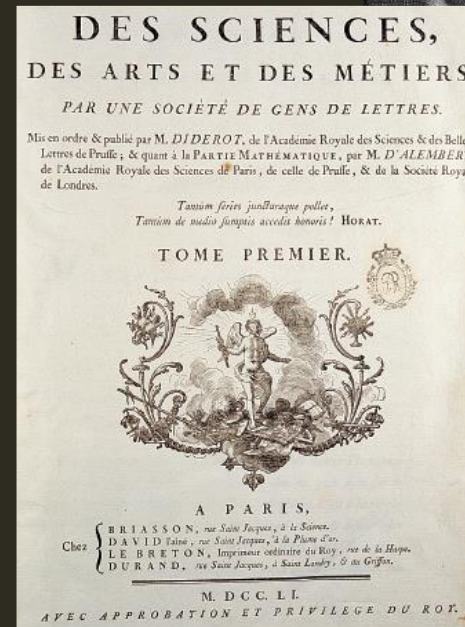 DES SCIENCES,
DES ARTS ET DES MÉTIERS
PAR UNE SOCIÉTÉ DE GENS DE LETTRES.
Mis en ordre & publié par M. DIDEROT, de l'Académie Royale des Sciences & des Belle
Lettres de Prusse ; & quant à la PARTIE MATHÉMATIQUE, par M. D'ALEMBER
de l'Académie Royale des Sciences de Paris, de celle de Prusse, & de la Société Roya
de Londres.
Tantùm series juncturaque pollet,
Tantùm de medio sumptis accedit honoris ! HORAT.
TOME PREMIER.
A PARIS,
Chez
BRIASSON, rue Saint Jacques, à la Science.
DAVID l'aîné, rue Saint Jacques, à la Plume d'or.
LE BRETON, Imprimeur ordinaire du Roy, rue de la Harpe.
DURAND, rue Saint Jacques, à Saint Landry, & au Griffon.
M. DCC. LI.
AVEC APPROBATION ET PRIVILEGE DU ROY.